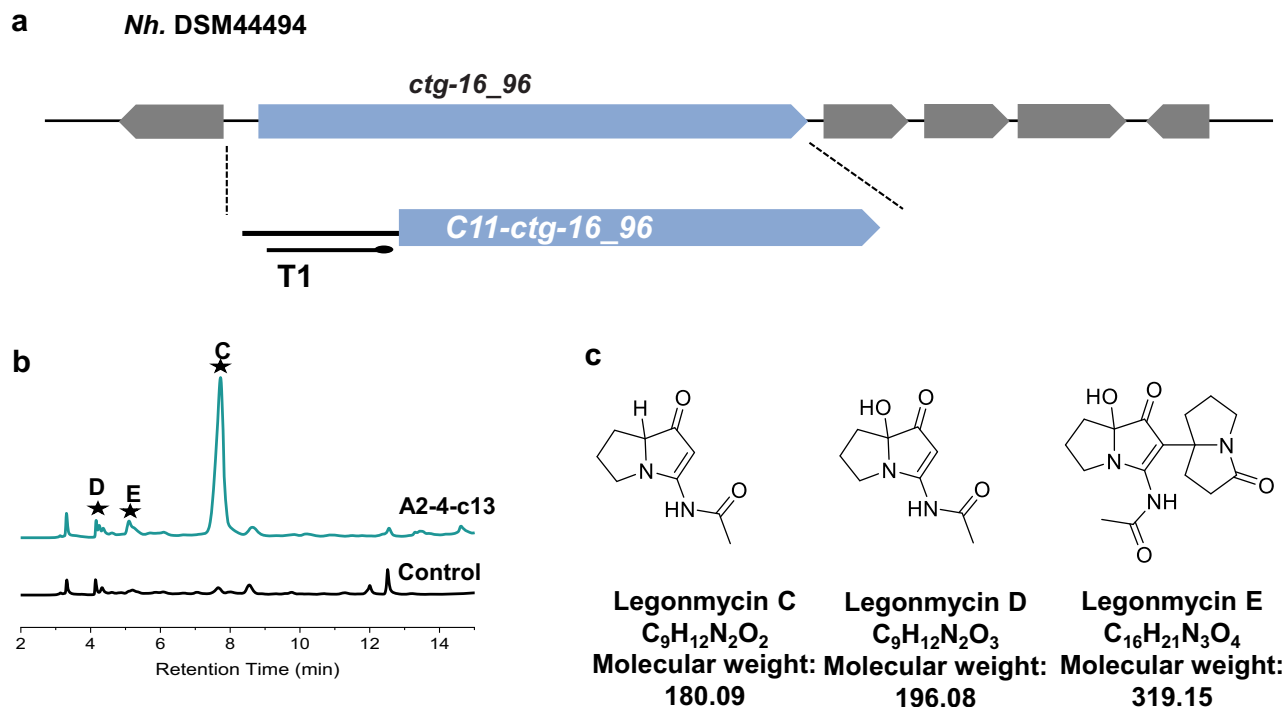 a
Nh. DSM44494
ctg-16_96
C11-ctg-16_96
T1
b
C
D
E
A2-4-c13
Control
2 4 6 8 10 12 14
Retention Time (min)
c
H
O
N
HN
O
HO
O
N
HN
O
HO
O
N
N
O
NH
O
Legonmycin C
C₉H₁₂N₂O₂
Molecular weight:
180.09
Legonmycin D
C₉H₁₂N₂O₃
Molecular weight:
196.08
Legonmycin E
C₁₆H₂₁N₃O₄
Molecular weight:
319.15